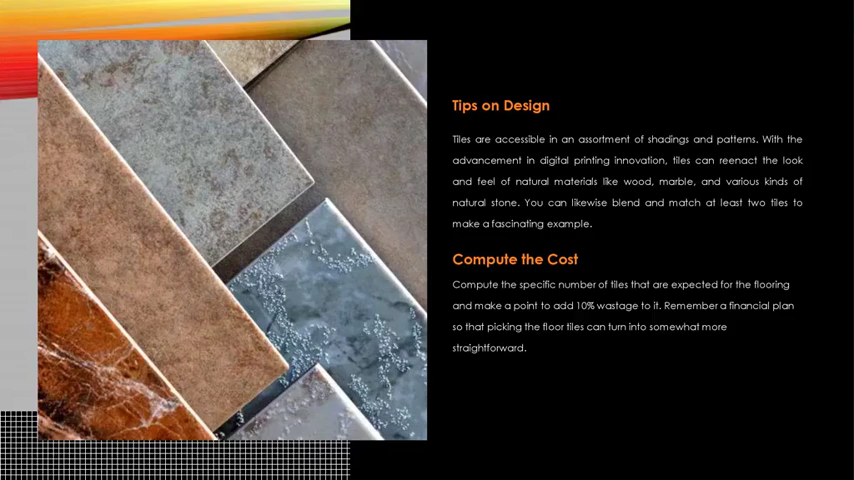 Tips on Design
Tiles are accessible in an assortment of shadings and patterns. With the
advancement in digital printing innovation, tiles can reenact the look
and feel of natural materials like wood, marble, and various kinds of
natural stone. You can likewise blend and match at least two tiles to
make a fascinating example.
Compute the Cost
Compute the specific number of tiles that are expected for the flooring
and make a point to add 10% wastage to it. Remember a financial plan
so that picking the floor tiles can turn into somewhat more
straightforward.